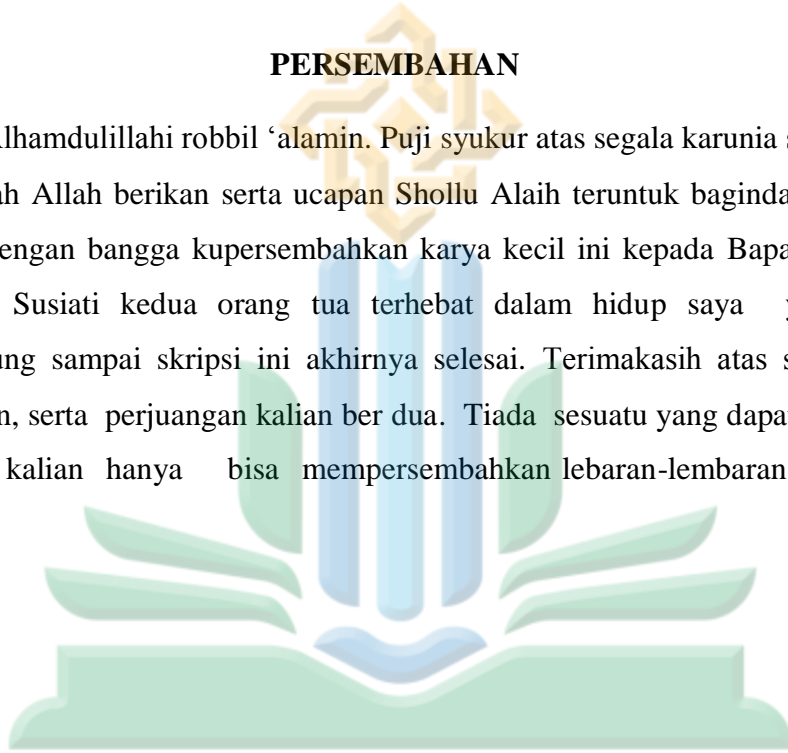 PERSEMBAHAN
lhamdulillahi robbil ‘alamin. Puji syukur atas segala karunia
Allah berikan serta ucapan Shollu Alaih teruntuk baginda
engan bangga kupersembahkan karya kecil ini kepada
Susiati kedua orang tua terhebat dalam hidup saya
ung sampai skripsi ini akhirnya selesai. Terimakasih atas
serta perjuangan kalian ber dua. Tiada sesuatu yang dapat
kalian hanya bisa mempersembahkan lebaran-lembaran